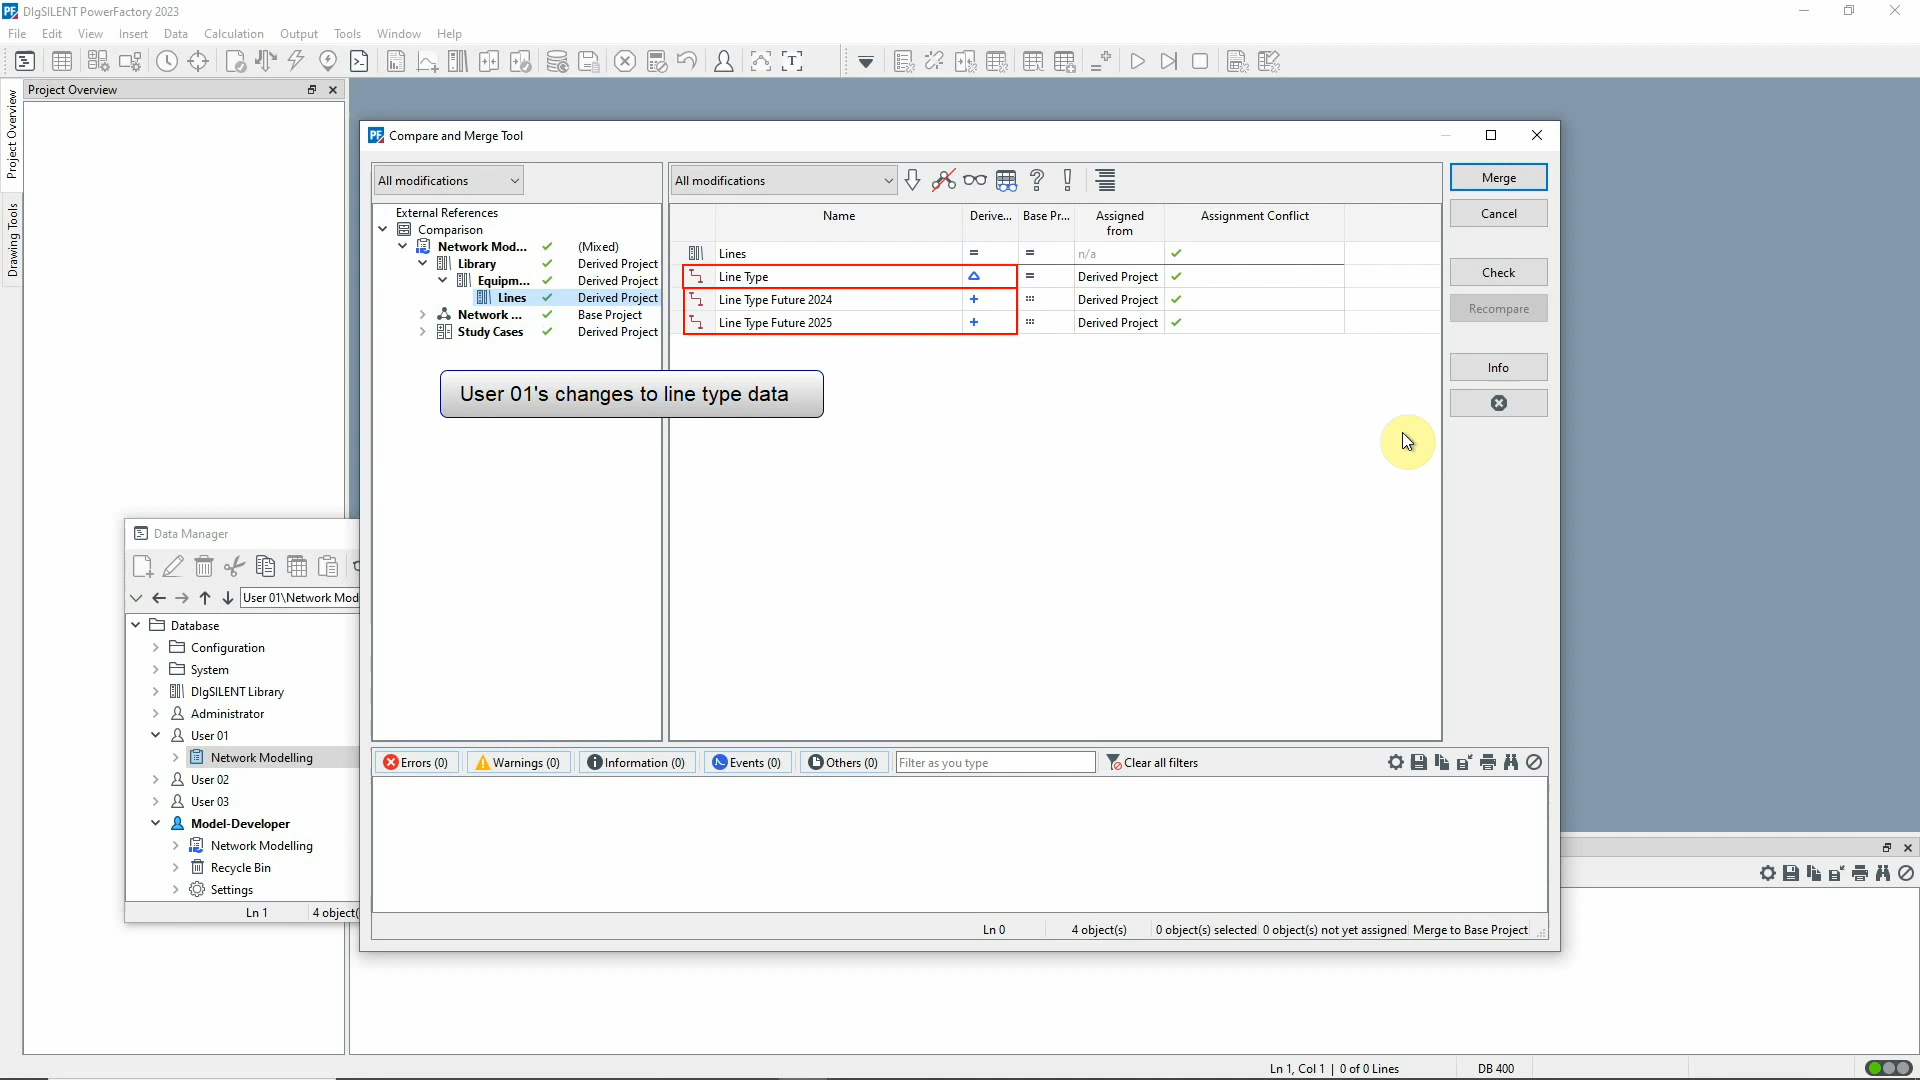 DIgSILENT PowerFactory 2023
File Edit View Insert Data Calculation Output Tools Window Help
Project Overview
Project Overview
Drawing Tools
Compare and Merge Tool
All modifications
All modifications
External References
Comparison
Network Mod... (Mixed)
Library Derived Project
Equipm... Derived Project
Lines Derived Project
Network ... Base Project
Study Cases Derived Project
Name Derive... Base Pr... Assigned from Assignment Conflict
Lines = = n/a
Line Type = Derived Project
Line Type Future 2024 + Derived Project
Line Type Future 2025 + Derived Project
Merge
Cancel
Check
Recompare
Info
User 01's changes to line type data
Data Manager
User 01\Network Mod
Database
Configuration
System
DIgSILENT Library
Administrator
User 01
Network Modelling
User 02
User 03
Model-Developer
Network Modelling
Recycle Bin
Settings
Ln 1 4 object(
Errors (0) Warnings (0) Information (0) Events (0) Others (0) Filter as you type Clear all filters
Ln 0 4 object(s) 0 object(s) selected 0 object(s) not yet assigned Merge to Base Project
Ln 1, Col 1 | 0 of 0 Lines DB 400